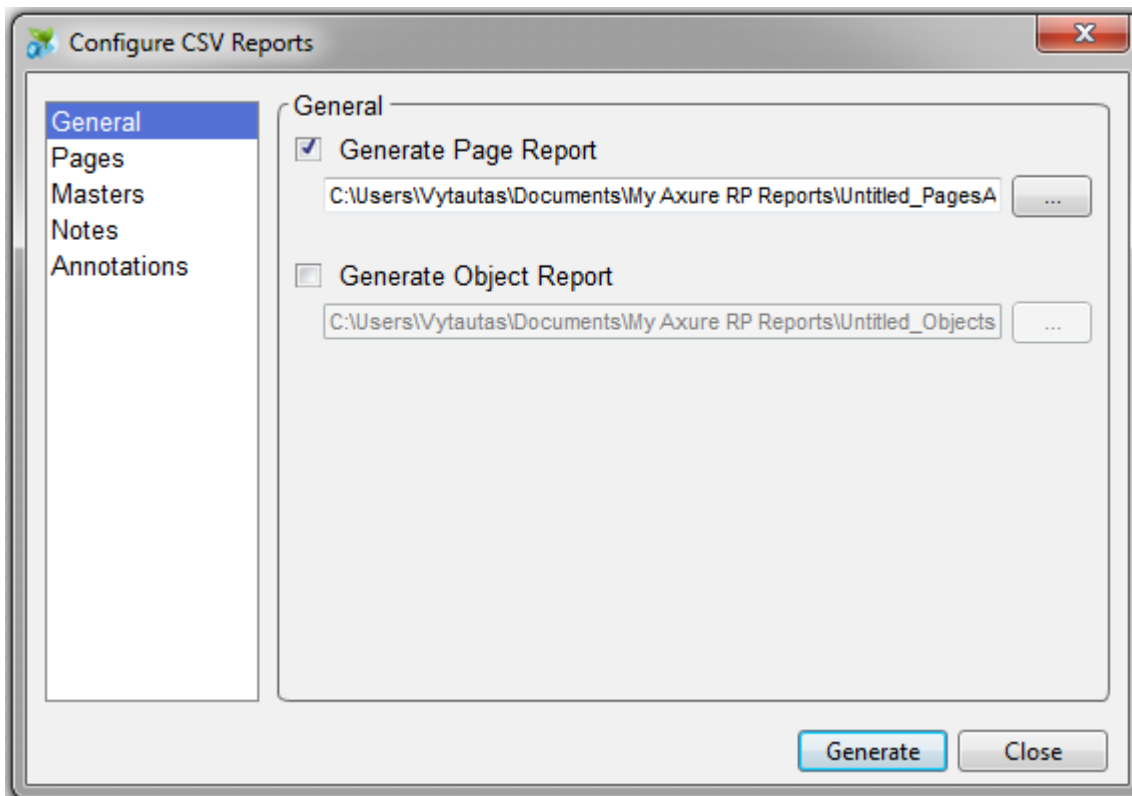 Configure CSV Reports
General
Pages
Masters
Notes
Annotations
General
Generate Page Report
C:\Users\Vytautas\Documents\My Axure RP Reports\Untitled_PagesA
...
Generate Object Report
C:\Users\Vytautas\Documents\My Axure RP Reports\Untitled_Objects
...
Generate
Close